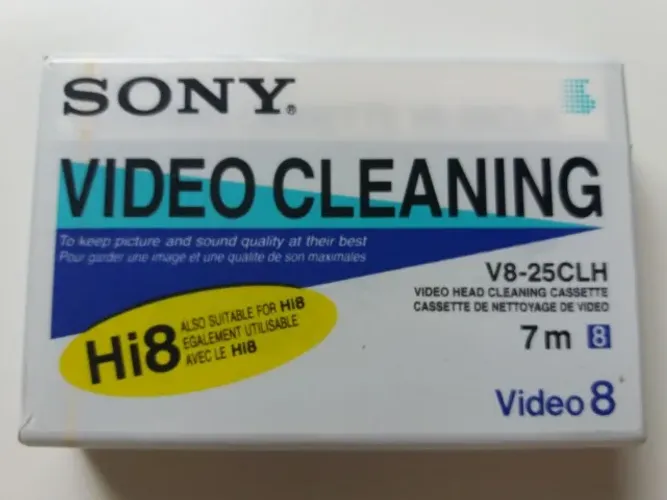 SONY®
VIDEO CLEANING
To keep picture and sound quality at their best
Pour garder une image et une qualite de son maximales
V8-25CLH
VIDEO HEAD CLEANING CASSETTE
CASSETTE DE NETTOYAGE DE VIDEO
7m 8
Hi8
ALSO SUITABLE FOR Hi8
EGALEMENT UTILISABLE
AVEC LE Hi8
Video 8